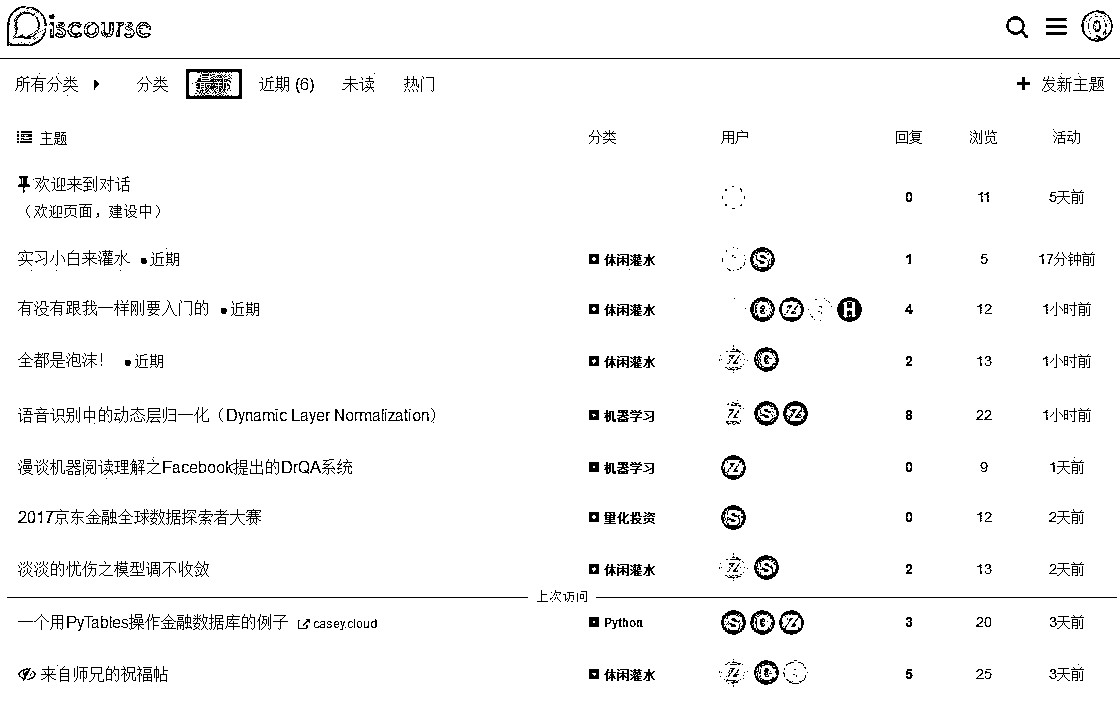 Discourse
所有分类 分类 最新 近期 (6) 未读 热门 + 发新主题
主题 分类 用户 回复 浏览 活动
欢迎来到对话 0 11 5天前
（欢迎页面，建设中）
实习小白来灌水 •近期 休闲灌水 S 1 5 17分钟前
有没有跟我一样刚要入门的 •近期 休闲灌水 H 4 12 1小时前
全都是泡沫！ •近期 休闲灌水 2 13 1小时前
语音识别中的动态层归一化（Dynamic Layer Normalization） 机器学习 S Z 8 22 1小时前
漫谈机器阅读理解之Facebook提出的DrQA系统 机器学习 Z 0 9 1天前
2017京东金融全球数据探索者大赛 量化投资 S 0 12 2天前
淡淡的忧伤之模型调不收敛 休闲灌水 Z S 2 13 2天前
上次访问
一个用PyTables操作金融数据库的例子 casey.cloud Python S Z 3 20 3天前
来自师兄的祝福帖 休闲灌水 Z 5 25 3天前